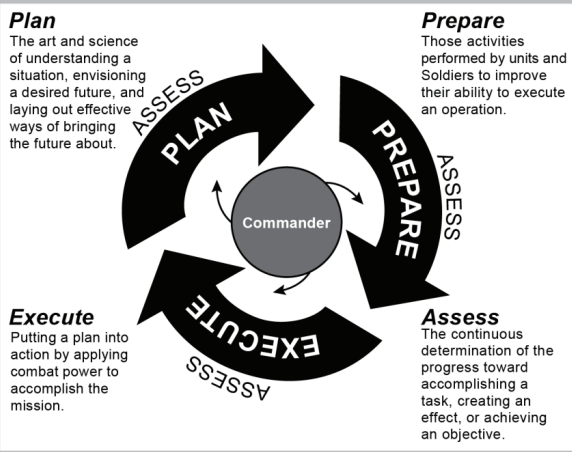 Plan
The art and science
of understanding a
situation, envisioning
a desired future, and
laying out effective
ways of bringing
the future about.
Prepare
Those activities
performed by units and
Soldiers to improve
their ability to execute
an operation.
ASSESS
PLAN
PREPARE
ASSESS
Commander
EXECUTE
ASSESS
Execute
Putting a plan into
action by applying
combat power to
accomplish the
mission.
Assess
The continuous
determination of the
progress toward
accomplishing a
task, creating an
effect, or achieving
an objective.